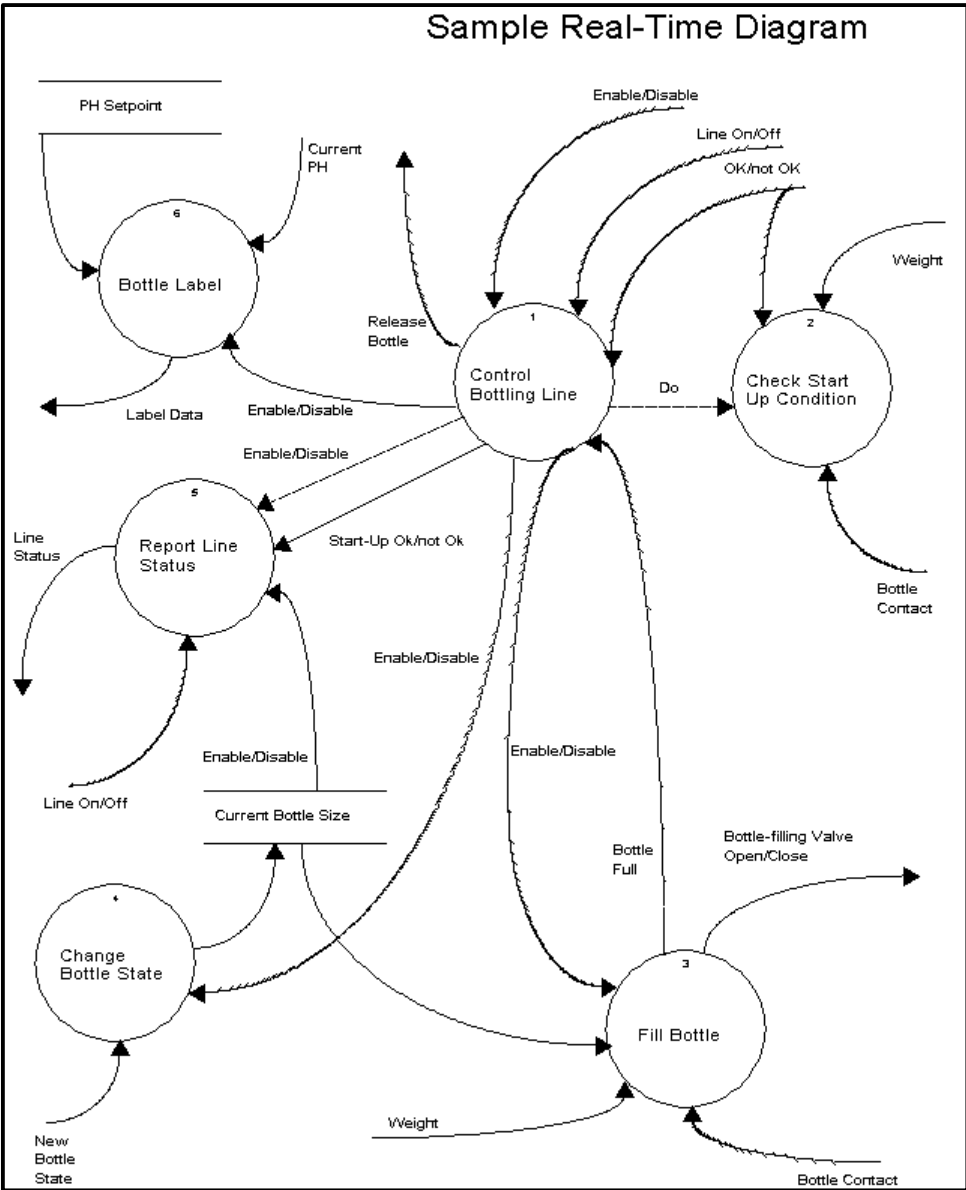 Sample Real-Time Diagram
PH Setpoint
Current
PH
Enable/Disable
Line On/Off
OK/not OK
Weight
6
Bottle Label
Release
Bottle
1
Control
Bottling Line
2
Check Start
Up Condition
Do
Label Data
Enable/Disable
Enable/Disable
Start-Up Ok/not Ok
5
Report Line
Status
Line
Status
Bottle
Contact
Enable/Disable
Enable/Disable
Enable/Disable
Line On/Off
Current Bottle Size
Bottle
Full
Bottle-filling Valve
Open/Close
4
Change
Bottle State
3
Fill Bottle
New
Bottle
State
Weight
Bottle Contact